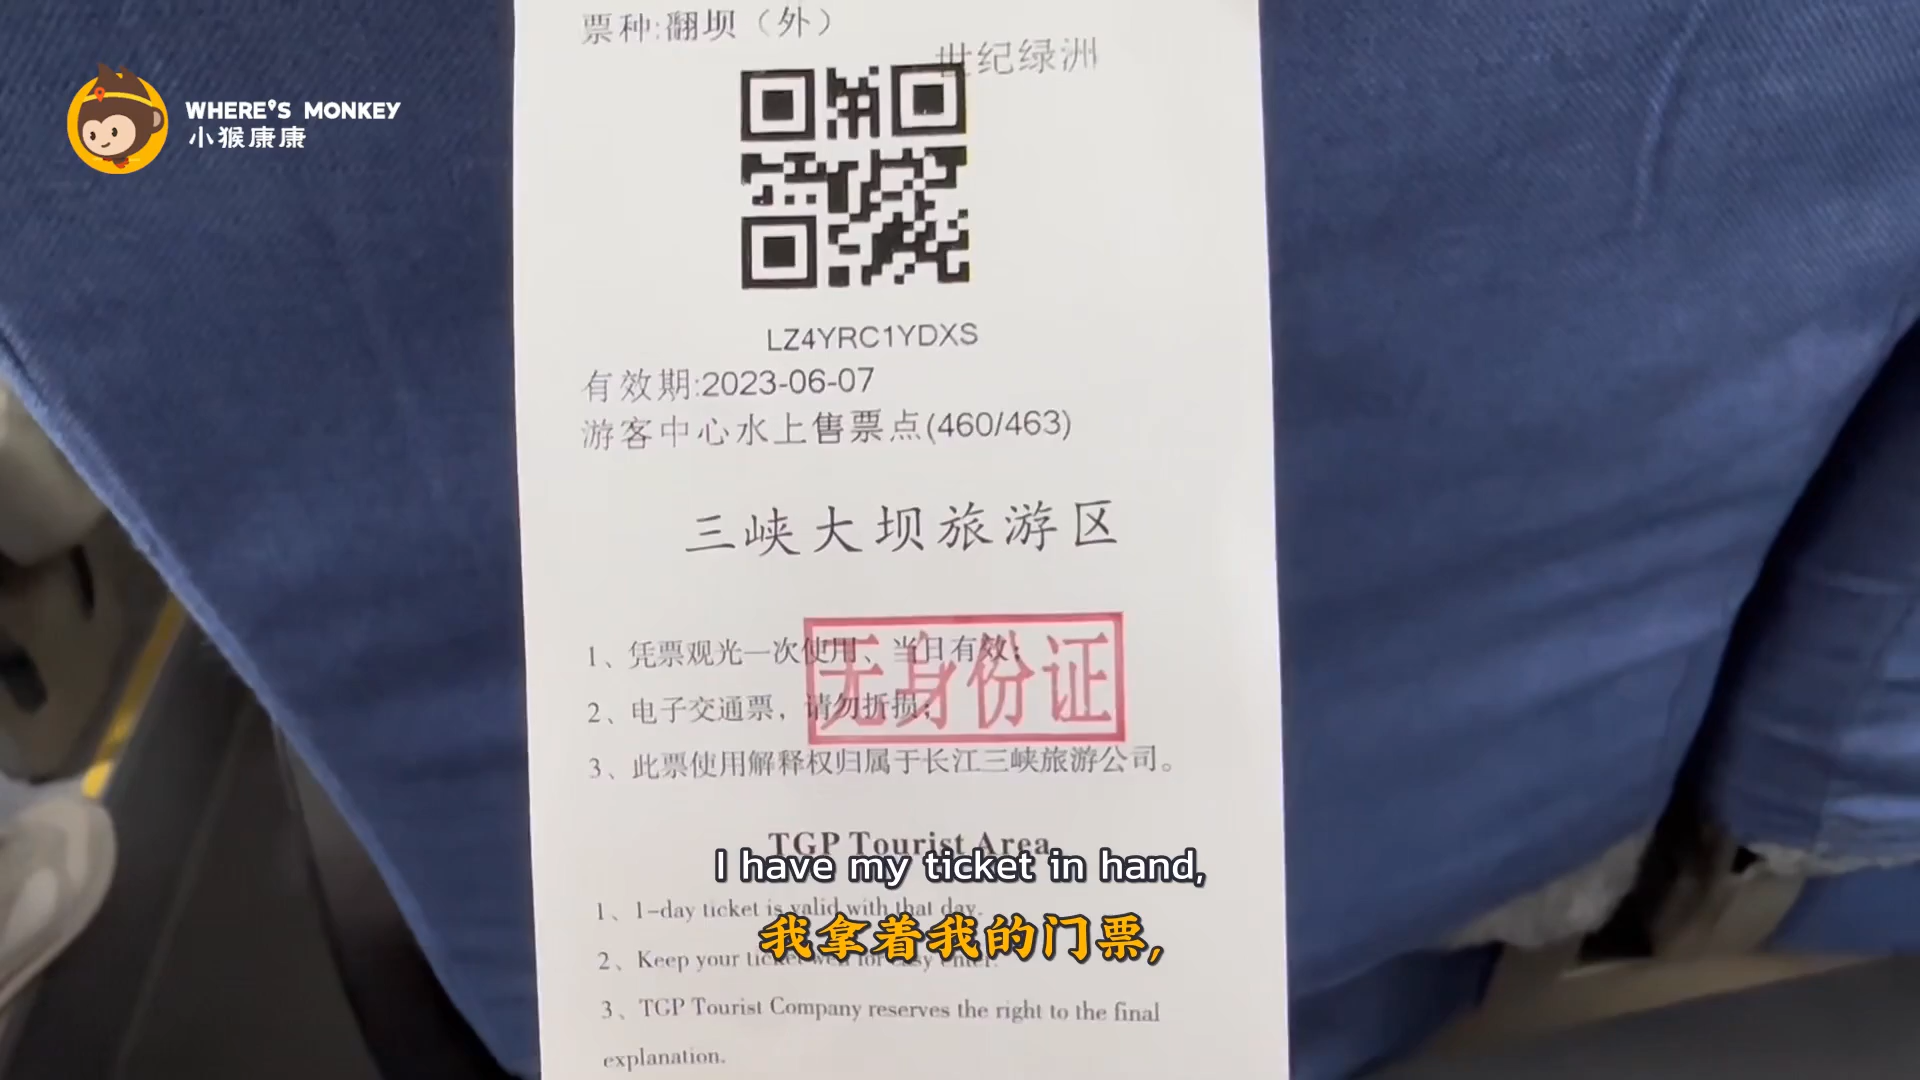 票种:翻坝（外）
世纪绿洲
WHERE'S MONKEY
小猴康康
LZ4YRC1YDXS
有效期:2023-06-07
游客中心水上售票点(460/463)
三峡大坝旅游区
1、凭票观光一次使用、当日有效;
无身份证
2、电子交通票，请勿折损;
3、此票使用解释权归属于长江三峡旅游公司。
TGP Tourist Area
I have my ticket in hand,
1、1-day ticket is valid with that day.
我拿着我的门票,
2、Keep your ticket well for easy enter.
3、TGP Tourist Company reserves the right to the final
explanation.